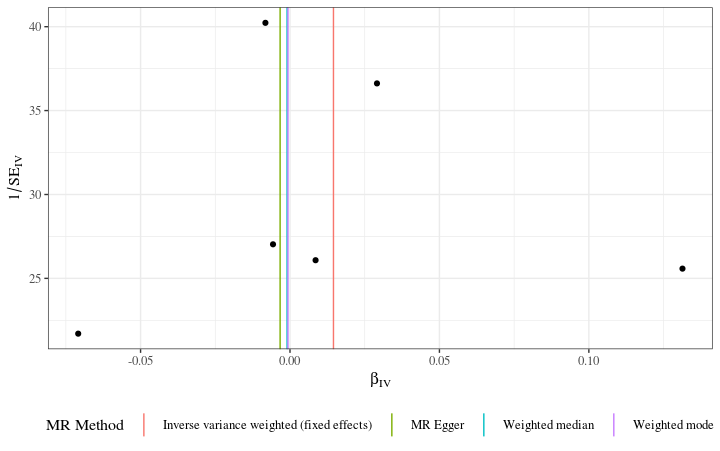 40
35
30
25
1/SE_IV
-0.05 0.00 0.05 0.10
β_IV
MR Method Inverse variance weighted (fixed effects) MR Egger Weighted median Weighted mode